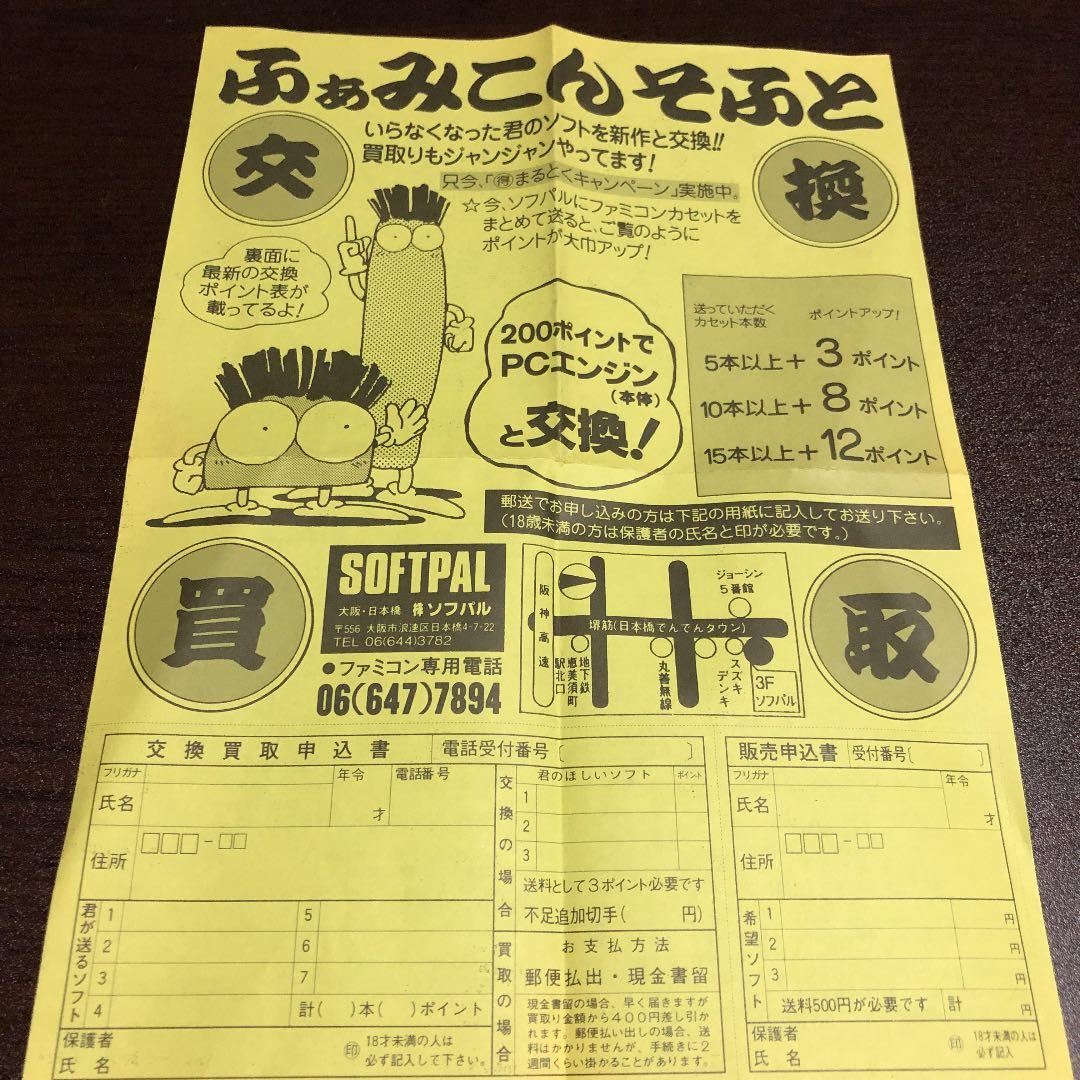 ふぁみこんそふと
交
換
いらなくなった君のソフトを新作と交換!!
買取りもジャンジャンやってます!
只今、「㊝まるとくキャンペーン」実施中。
☆今、ソフパルにファミコンカセットを
まとめて送ると、ご覧のように
ポイントが大巾アップ!
裏面に
最新の交換
ポイント表が
載ってるよ!
200ポイントで
PCエンジン
(本体)
と交換!
送っていただく
カセット本数
ポイントアップ!
5本以上+3ポイント
10本以上+8ポイント
15本以上+12ポイント
郵送でお申し込みの方は下記の用紙に記入してお送り下さい。
(18歳未満の方は保護者の氏名と印が必要です。)
買
取
SOFTPAL
大阪・日本橋 株ソフパル
〒556 大阪市浪速区日本橋4-7-22
TEL 06(644)3782
●ファミコン専用電話
06(647)7894
阪神高速
ジョーシン
5番館
堺筋(日本橋でんでんタウン)
地下鉄
恵美須町
駅北口
丸善無線
スズキ
デンキ
3F
ソフパル
交換買取申込書
電話受付番号〔 〕
フリガナ
氏名
年令
才
電話番号
住所
□□□-□□
君が送るソフト
1
2
3
4
5
6
7
計( )本( )ポイント
保護者
氏名
㊞
18才未満の人は
必ず記入して下さい。
交換の場合
君のほしいソフト
ポイント
1
2
3
送料として3ポイント必要です
不足追加切手( 円)
買取の場合
お支払方法
郵便払出・現金書留
現金書留の場合、早く届きますが
買取り金額から400円差し引か
れます。郵便払い出しの場合、送
料はかかりませんが、手続きに2
週間くらい掛かることがあります。
販売申込書
受付番号〔 〕
フリガナ
氏名
年令
才
住所
□□□-□□
希望ソフト
1
円
2
円
3
円
送料500円が必要です
計
円
保護者
氏名
㊞
18才未満の人は
必ず記入